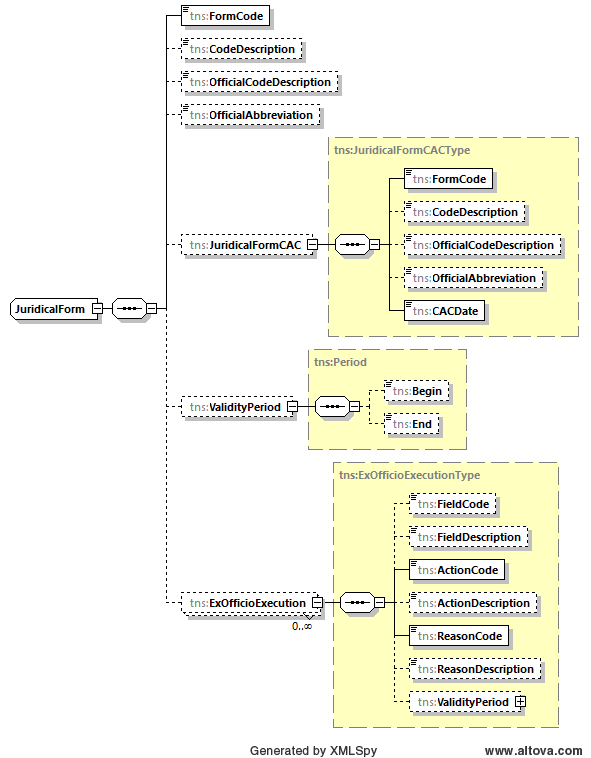 tns:FormCode
tns:CodeDescription
tns:OfficialCodeDescription
tns:OfficialAbbreviation
tns:JuridicalFormCACType
tns:FormCode
tns:CodeDescription
tns:JuridicalFormCAC
tns:OfficialCodeDescription
tns:OfficialAbbreviation
tns:CACDate
JuridicalForm
tns:Period
tns:Begin
tns:ValidityPeriod
tns:End
tns:ExOfficioExecutionType
tns:FieldCode
tns:FieldDescription
tns:ActionCode
tns:ExOfficioExecution
0..∞
tns:ActionDescription
tns:ReasonCode
tns:ReasonDescription
tns:ValidityPeriod
Generated by XMLSpy
www.altova.com